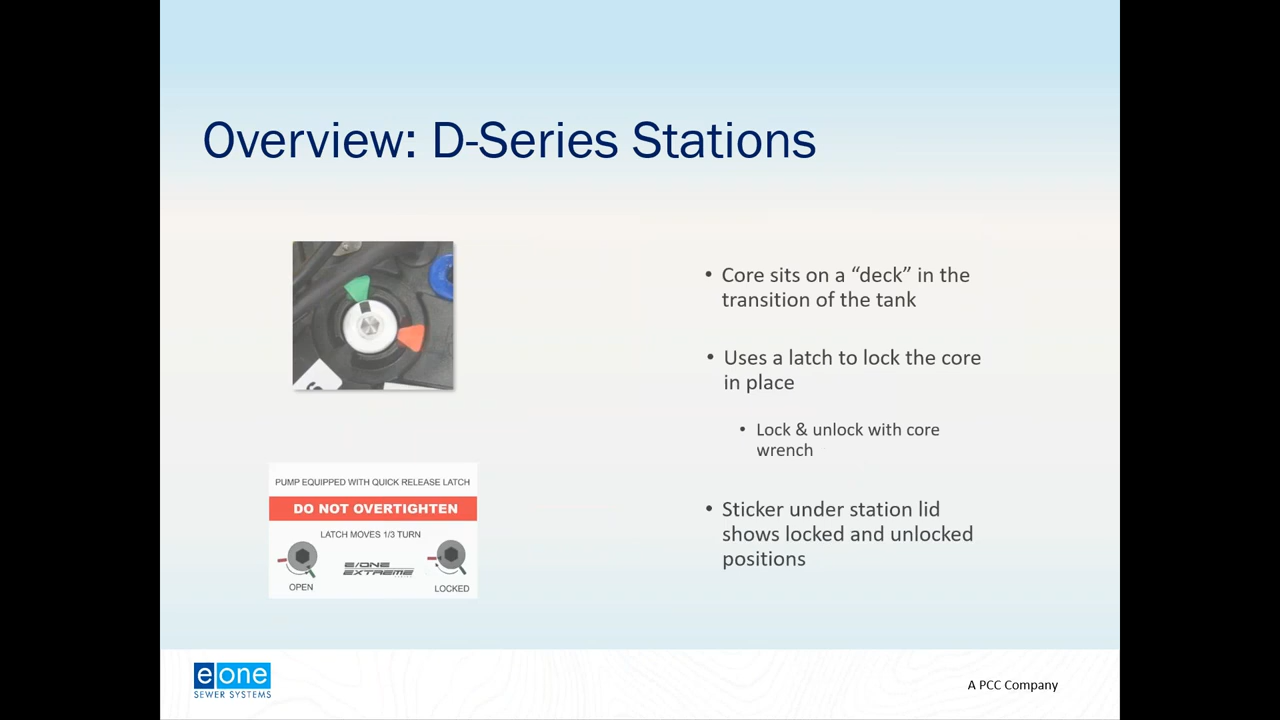 Overview: D-Series Stations
• Core sits on a “deck” in the
transition of the tank
• Uses a latch to lock the core
in place
• Lock & unlock with core
wrench
• Sticker under station lid
shows locked and unlocked
positions
PUMP EQUIPPED WITH QUICK RELEASE LATCH
DO NOT OVERTIGHTEN
LATCH MOVES 1/3 TURN
E/ONE
EXTREME
OPEN
LOCKED
e one
SEWER SYSTEMS
A PCC Company